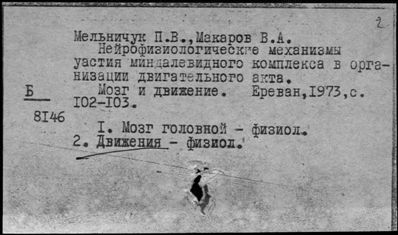 2
Мельничук П.В., Макаров В.А.
Нейрофизиологические механизмы
уастия миндалевидного комплекса в орга-
низации двигательного акта.
Б Мозг и движение. Ереван, 1973, с.
102-103.
8146
1. Мозг головной - физиол.
2. Движения - физиол.